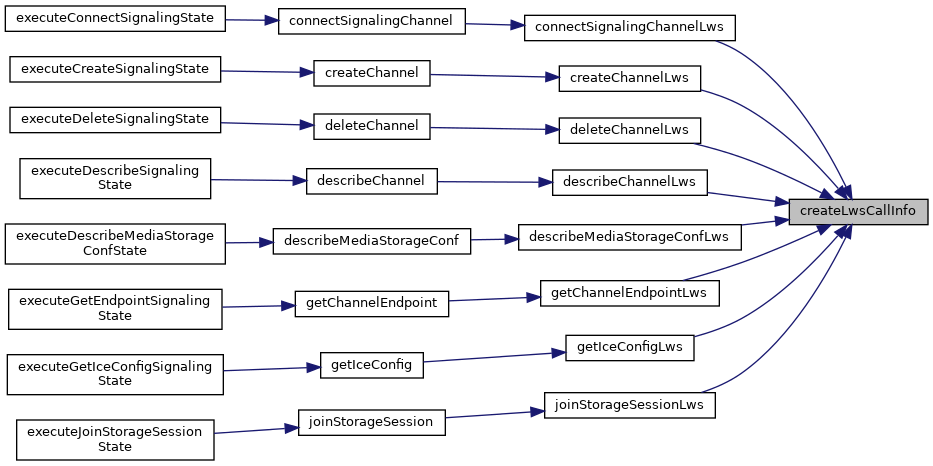 executeConnectSignalingState
connectSignalingChannel
connectSignalingChannelLws
executeCreateSignalingState
createChannel
createChannelLws
executeDeleteSignalingState
deleteChannel
deleteChannelLws
executeDescribeSignaling
State
describeChannel
describeChannelLws
createLwsCallInfo
executeDescribeMediaStorage
ConfState
describeMediaStorageConf
describeMediaStorageConfLws
executeGetEndpointSignaling
State
getChannelEndpoint
getChannelEndpointLws
executeGetIceConfigSignaling
State
getIceConfig
getIceConfigLws
executeJoinStorageSession
State
joinStorageSession
joinStorageSessionLws